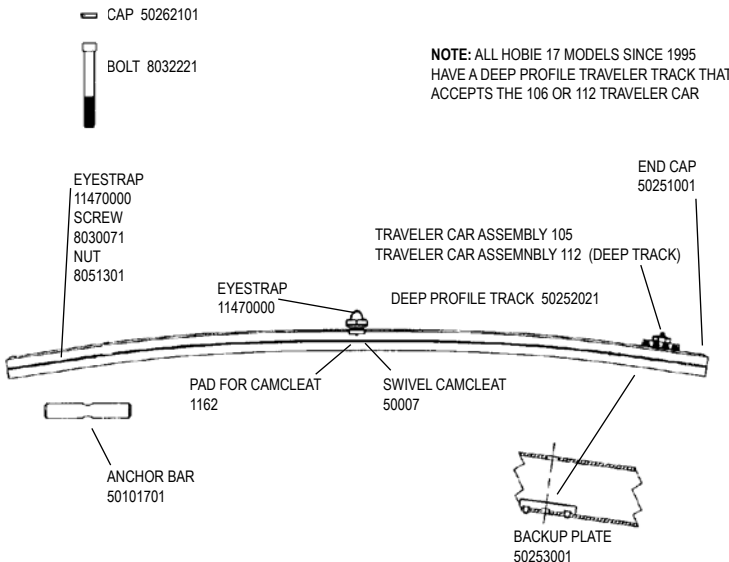 CAP 50262101
BOLT 8032221
NOTE: ALL HOBIE 17 MODELS SINCE 1995
HAVE A DEEP PROFILE TRAVELER TRACK THAT
ACCEPTS THE 106 OR 112 TRAVELER CAR
EYESTRAP
11470000
SCREW
8030071
NUT
8051301
END CAP
50251001
TRAVELER CAR ASSEMBLY 105
TRAVELER CAR ASSEMNBLY 112 (DEEP TRACK)
EYESTRAP
11470000
DEEP PROFILE TRACK 50252021
PAD FOR CAMCLEAT
1162
SWIVEL CAMCLEAT
50007
ANCHOR BAR
50101701
BACKUP PLATE
50253001